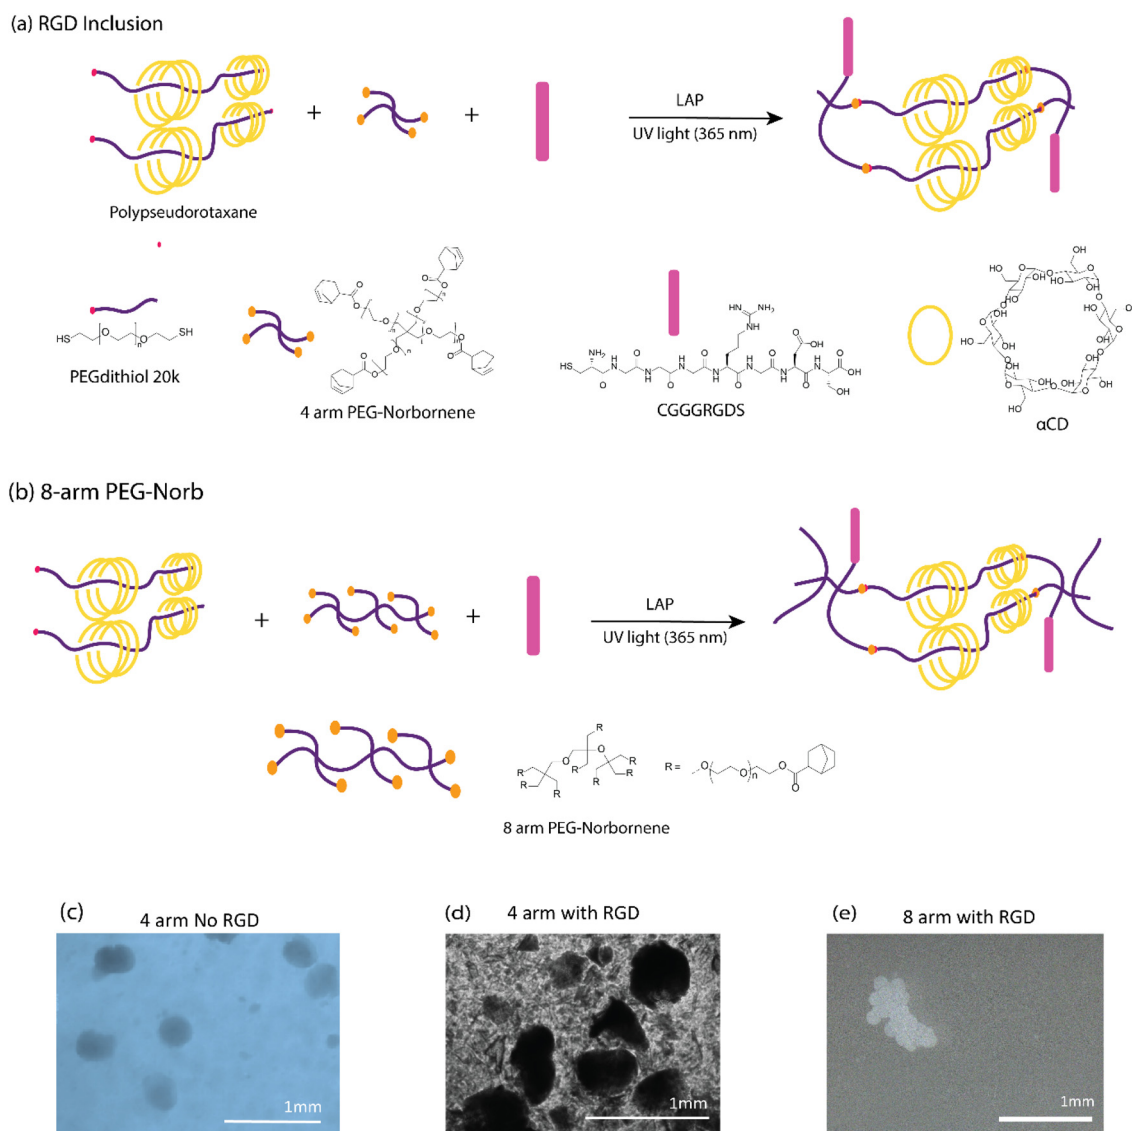 (a) RGD Inclusion
+
+
LAP
UV light (365 nm)
Polypseudorotaxane
HS
O
n
O
SH
PEGdithiol 20k
4 arm PEG-Norbornene
CGGGRGDS
αCD
(b) 8-arm PEG-Norb
+
+
LAP
UV light (365 nm)
R
R
R
R
R
R
R
R
O
O
R =
O
O
n
O
O
8 arm PEG-Norbornene
(c)
4 arm No RGD
(d)
4 arm with RGD
(e)
8 arm with RGD
1mm
1mm
1mm